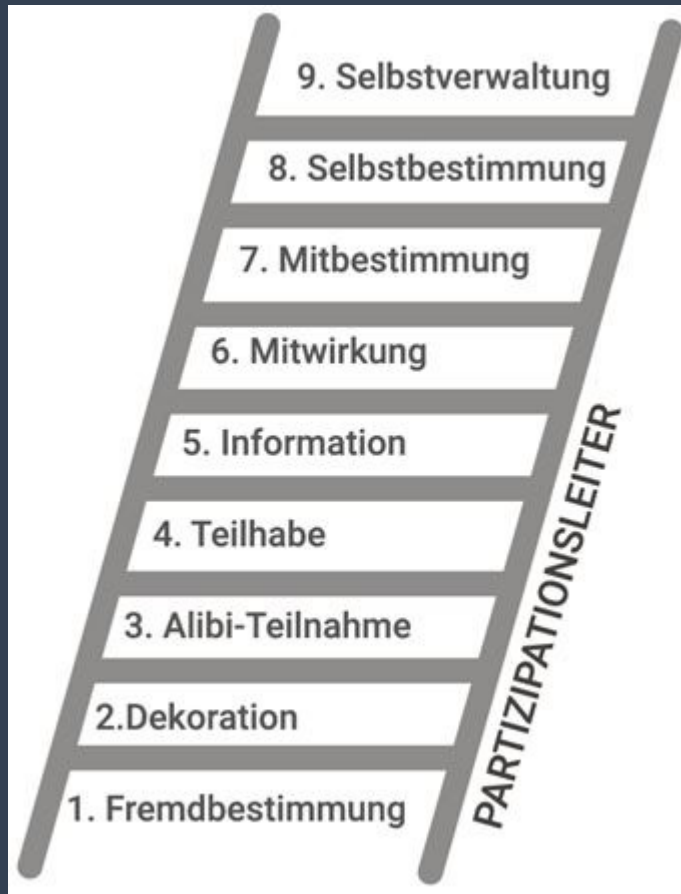 9. Selbstverwaltung
8. Selbstbestimmung
7. Mitbestimmung
6. Mitwirkung
5. Information
4. Teilhabe
3. Alibi-Teilnahme
2.Dekoration
1. Fremdbestimmung
PARTIZIPATIONSLEITER